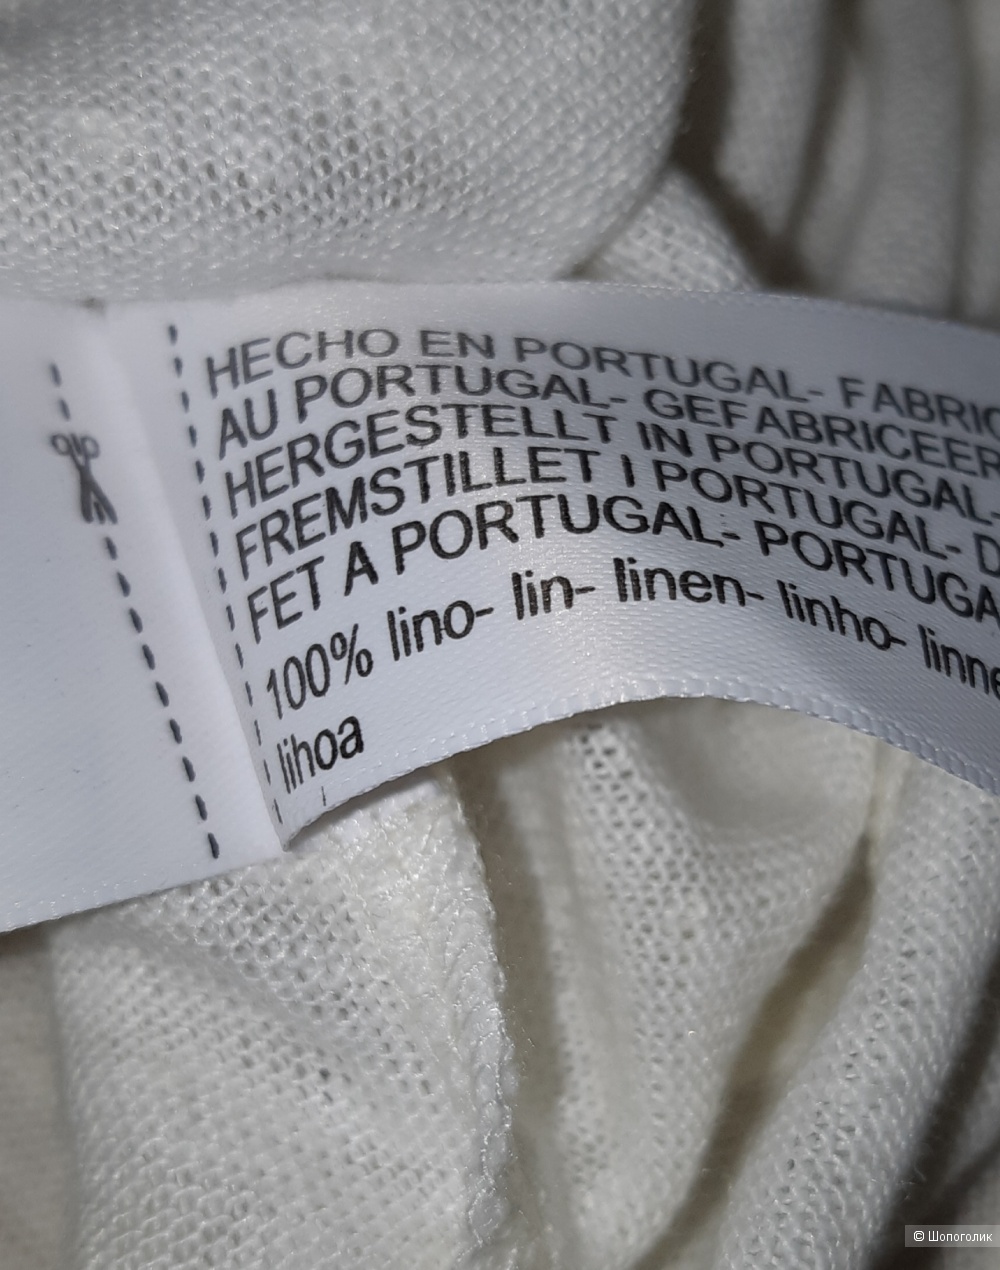 HECHO EN PORTUGAL- FABRIC
AU PORTUGAL- GEFABRICEER
HERGESTELLT IN PORTUGAL-
FREMSTILLET I PORTUGAL- D
FET A PORTUGAL- PORTUGA
100% lino- lin- linen- linho- linne
lihoa
© Шопоголик